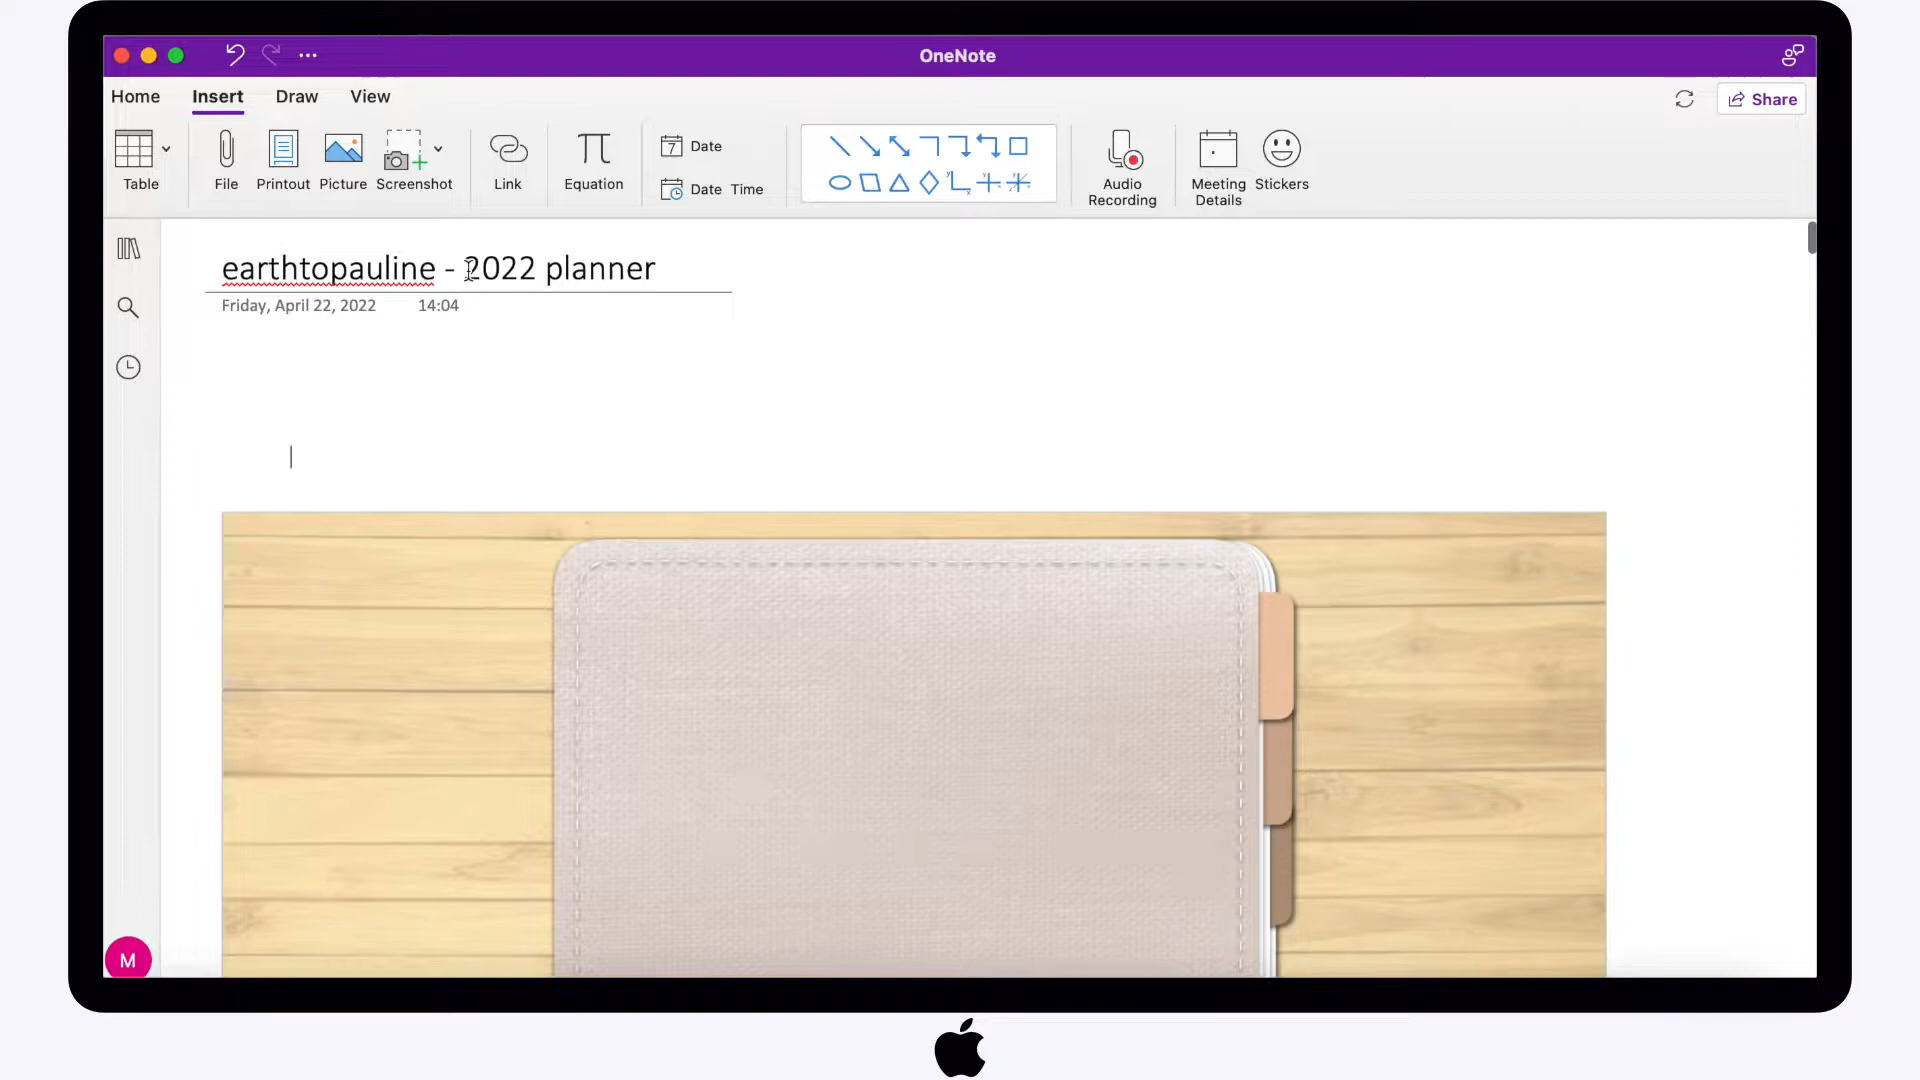 OneNote
Home Insert Draw View
Share
Table
File
Printout
Picture
Screenshot
Link
Equation
7 Date
Date Time
Audio
Recording
Meeting
Details
Stickers
earthtopauline - 2022 planner
Friday, April 22, 2022 14:04
M